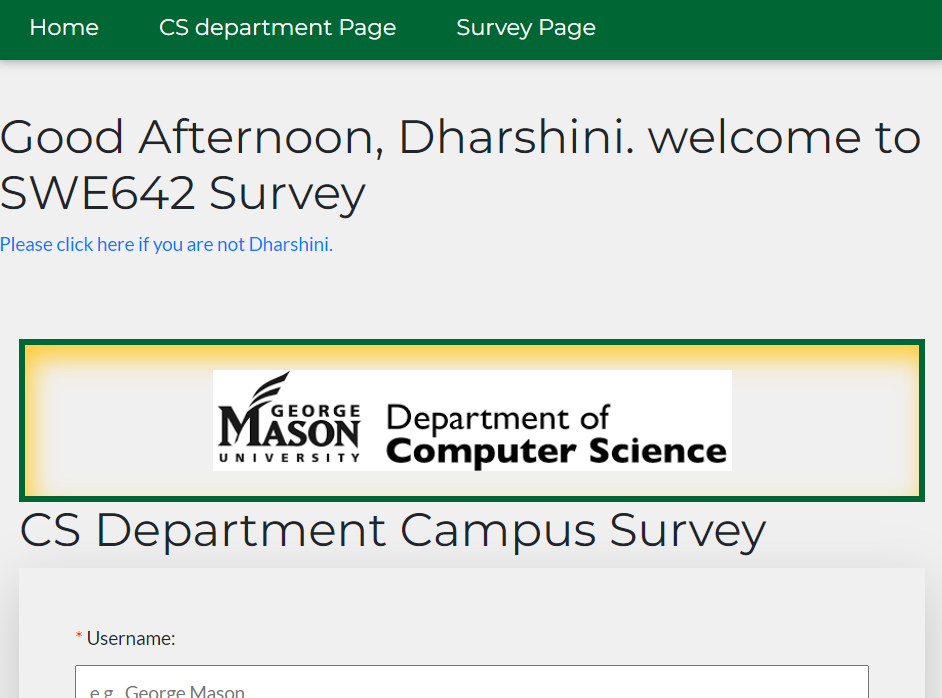 Home CS department Page Survey Page
Good Afternoon, Dharshini. welcome to
SWE642 Survey
Please click here if you are not Dharshini.
GEORGE
MASON
UNIVERSITY
Department of
Computer Science
CS Department Campus Survey
* Username:
e.g., George Mason